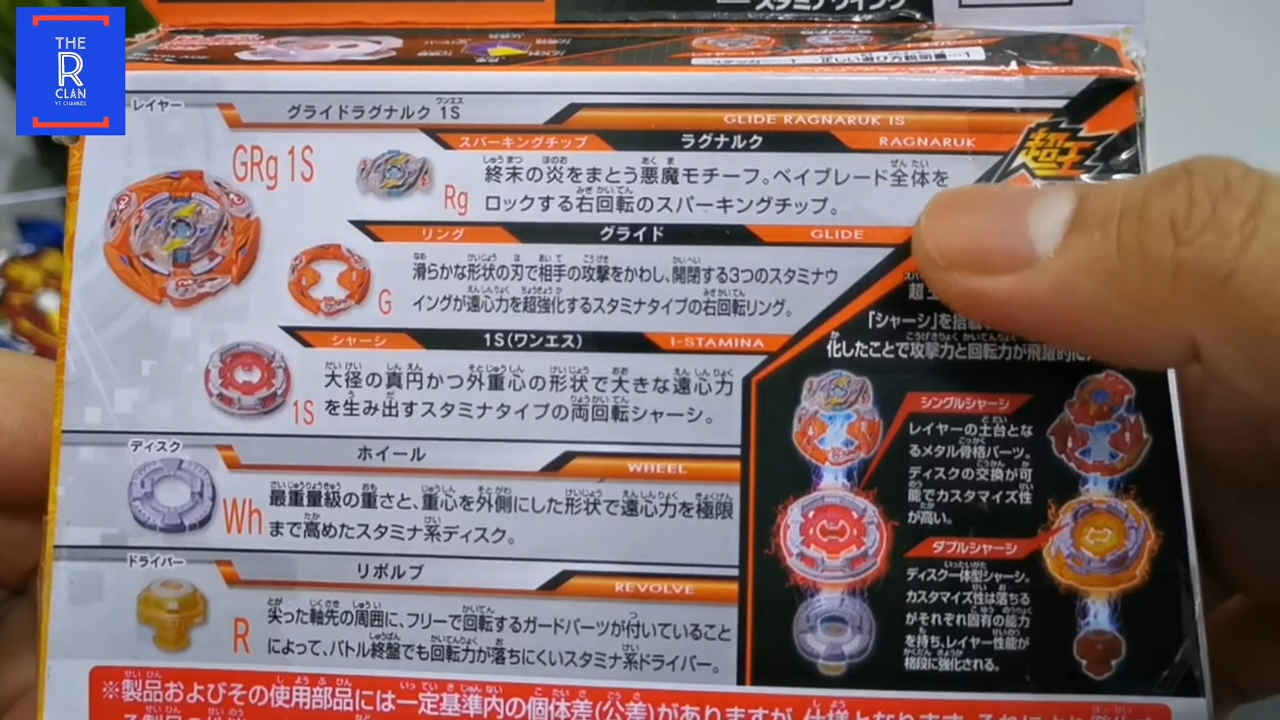 THE
R
CLAN
YT CHANNEL
スタミナウイング
レイヤー
グライドラグナルク 1S
ワンエス
GLIDE RAGNARUK 1S
GRg 1S
スパーキングチップ
ラグナルク
RAGNARUK
超王
Rg
終末の炎をまとう悪魔モチーフ。ベイブレード全体を
ロックする右回転のスパーキングチップ。
リング
グライド
GLIDE
G
滑らかな形状の刃で相手の攻撃をかわし、開閉する3つのスタミナウ
イングが遠心力を超強化するスタミナタイプの右回転リング。
シャーシ
1S(ワンエス)
1-STAMINA
1S
大径の真円かつ外重心の形状で大きな遠心力
を生み出すスタミナタイプの両回転シャーシ。
ディスク
ホイール
WHEEL
Wh
最重量級の重さと、重心を外側にした形状で遠心力を極限
まで高めたスタミナ系ディスク。
ドライバー
リボルブ
REVOLVE
R
尖った軸先の周囲に、フリーで回転するガードパーツが付いていること
によって、バトル終盤でも回転力が落ちにくいスタミナ系ドライバー。
「シャーシ」を搭
化したことで攻撃力と回転力が飛躍的に
シングルシャーシ
レイヤーの土台とな
るメタル骨格パーツ。
ディスクの交換が可
能でカスタマイズ性
が高い。
ダブルシャーシ
ディスク一体型シャーシ。
カスタマイズ性は落ちる
がそれぞれ固有の能力
を持ち、レイヤー性能が
格段に強化される。
※製品およびその使用部品には一定基準内の個体差(公差)がありますが、仕様となります。